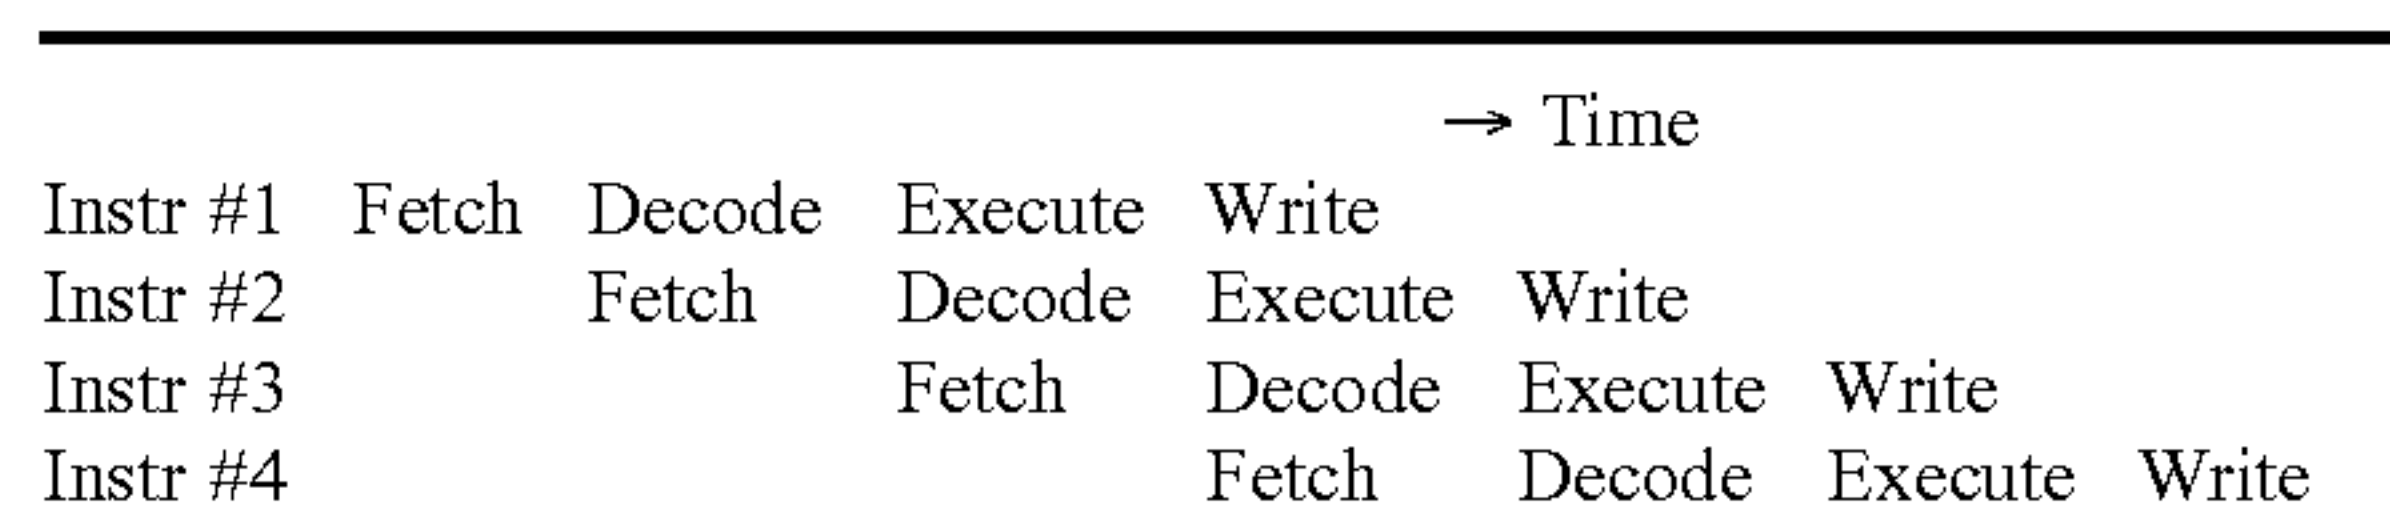 → Time
Instr #1 Fetch Decode Execute Write
Instr #2 Fetch Decode Execute Write
Instr #3 Fetch Decode Execute Write
Instr #4 Fetch Decode Execute Write